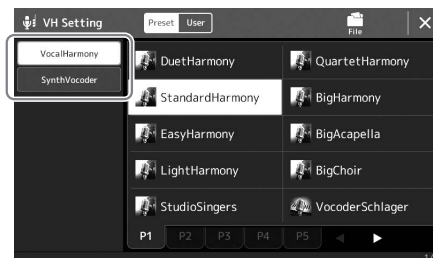 VH Setting
Preset User
File
VocalHarmony
SynthVocoder
DuetHarmony QuartetHarmony
StandardHarmony BigHarmony
EasyHarmony BigAcapella
LightHarmony BigChoir
StudioSingers VocoderSchlager
P1 P2 P3 P4 P5